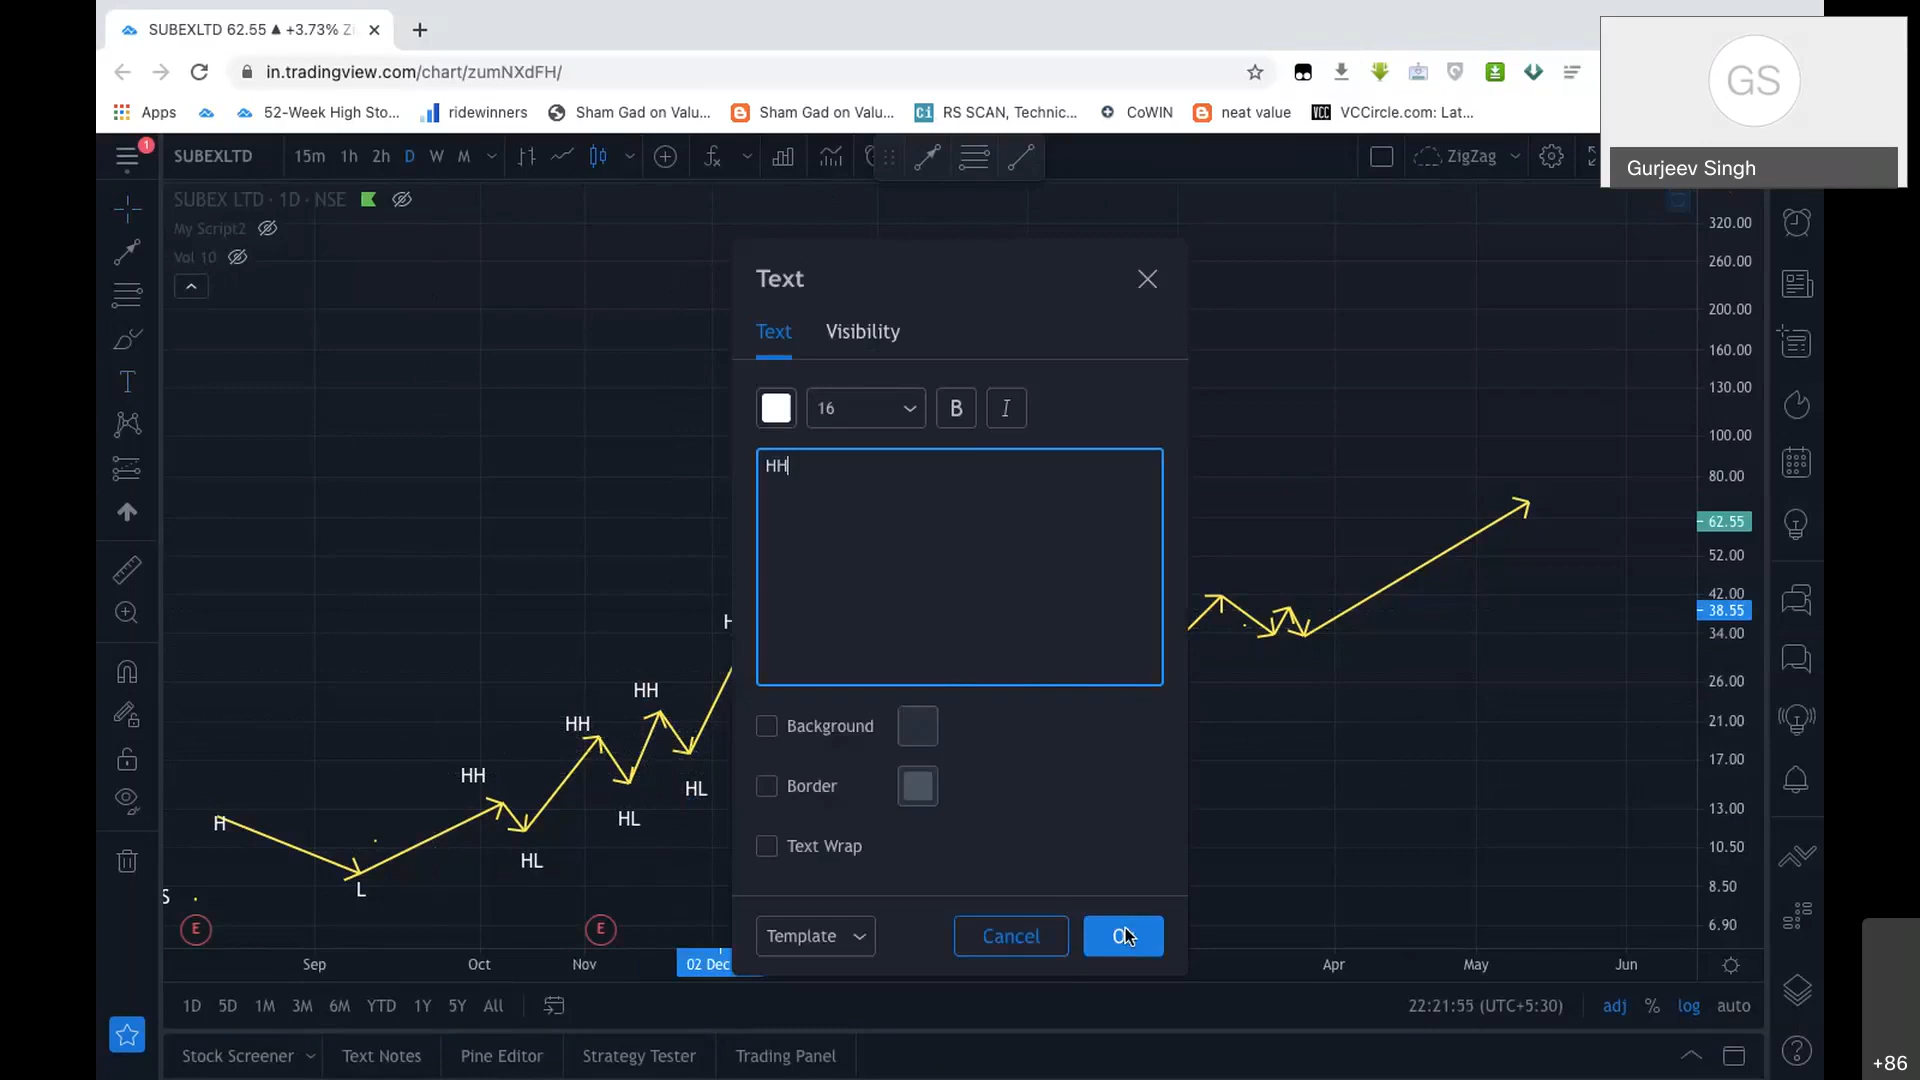 SUBEXLTD 62.55 ▲ +3.73% Zi
in.tradingview.com/chart/zumNXdFH/
Apps
52-Week High Sto...
ridewinners
Sham Gad on Valu...
Sham Gad on Valu...
RS SCAN, Technic...
CoWIN
neat value
VCCircle.com: Lat...
GS
Gurjeev Singh
1
SUBEXLTD
15m 1h 2h D W M
ZigZag
SUBEX LTD · 1D · NSE
My Script2
Vol 10
320.00
260.00
200.00
160.00
130.00
100.00
80.00
62.55
52.00
42.00
38.55
34.00
26.00
21.00
17.00
13.00
10.50
8.50
6.90
Text
Text Visibility
16 B I
HH
Background
Border
Text Wrap
Template
Cancel
H
HH
HH
HH
HL
HL
HL
H
L
S
E
E
Sep Oct Nov 02 Dec Apr May Jun
1D 5D 1M 3M 6M YTD 1Y 5Y All
22:21:55 (UTC+5:30) adj % log auto
Stock Screener Text Notes Pine Editor Strategy Tester Trading Panel
+86